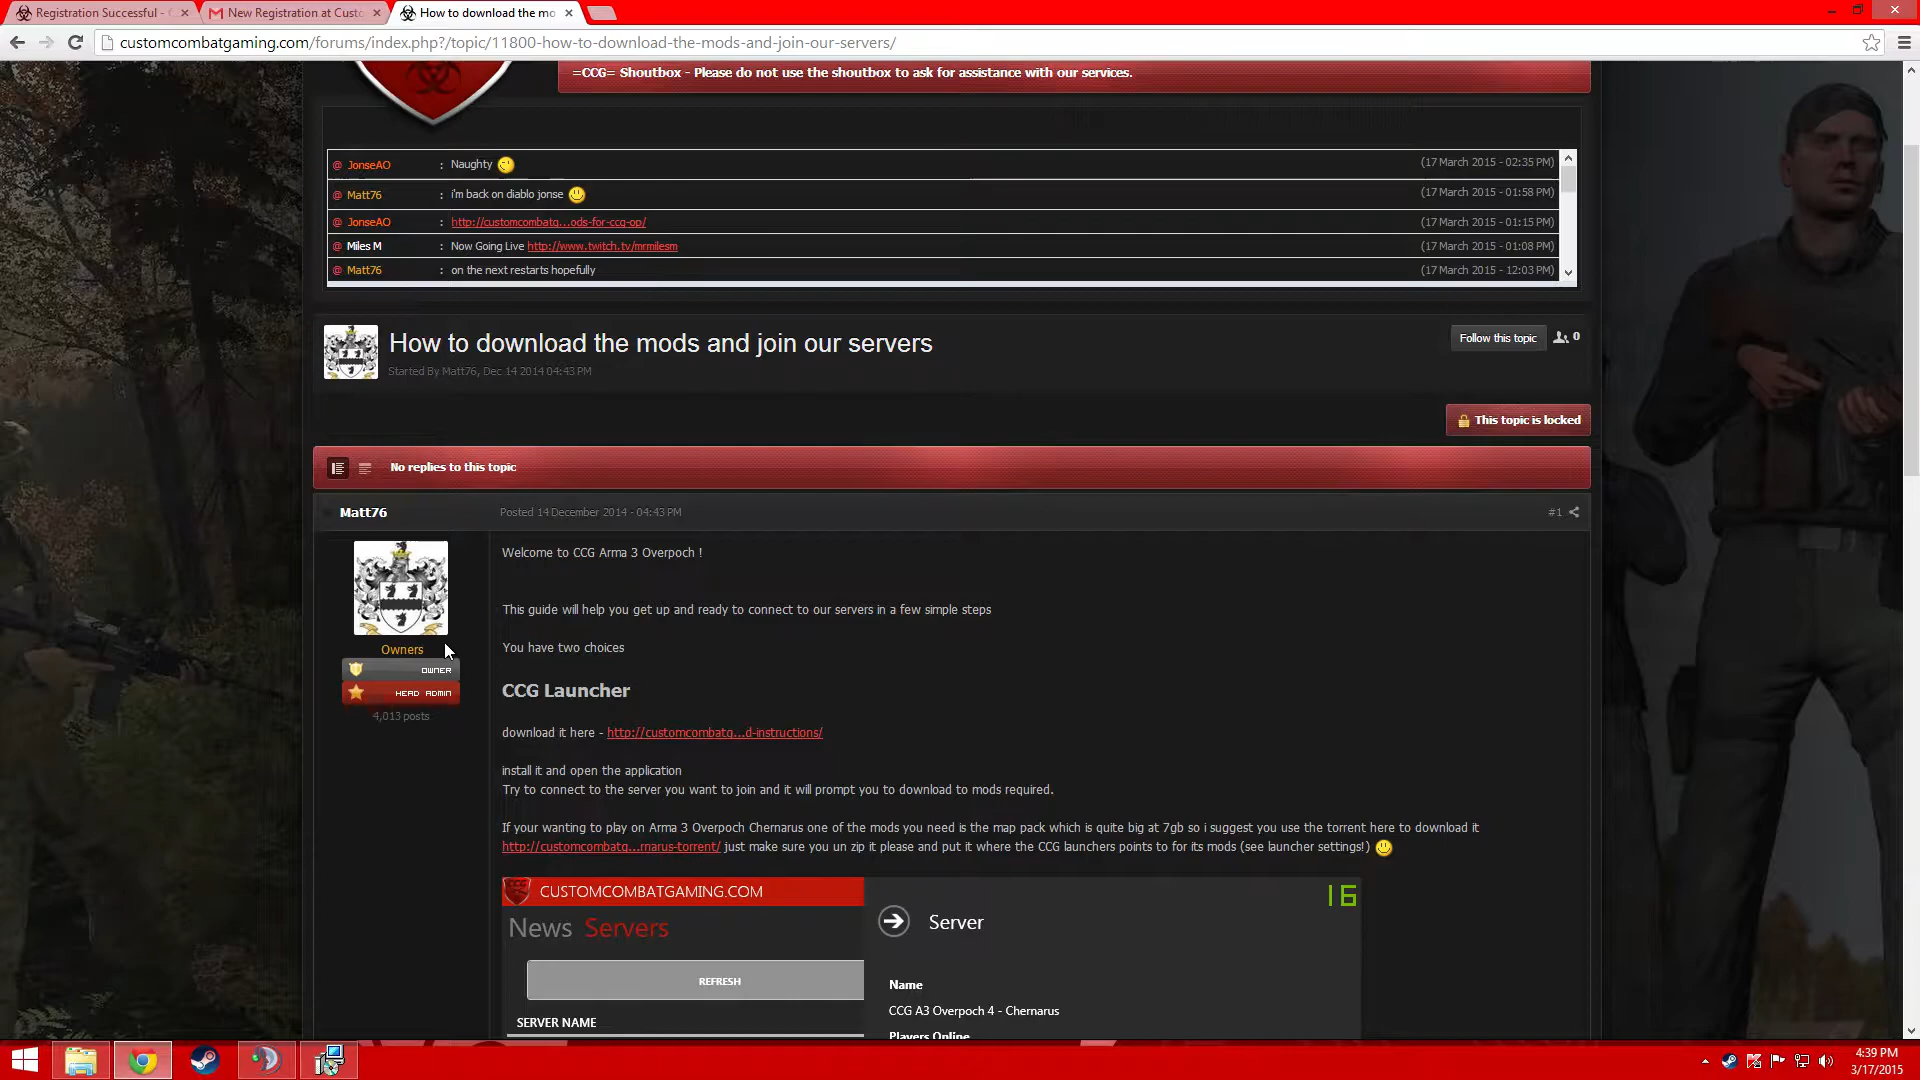 Registration Successful - C
New Registration at Custo
How to download the mo
customcombatgaming.com/forums/index.php?/topic/11800-how-to-download-the-mods-and-join-our-servers/
=CCG= Shoutbox - Please do not use the shoutbox to ask for assistance with our services.
@ JonseAO : Naughty (17 March 2015 - 02:35 PM)
@ Matt76 : i'm back on diablo jonse (17 March 2015 - 01:58 PM)
@ JonseAO : http://customcombatg...ods-for-ccg-op/ (17 March 2015 - 01:15 PM)
@ Miles M : Now Going Live http://www.twitch.tv/mrmilesm (17 March 2015 - 01:08 PM)
@ Matt76 : on the next restarts hopefully (17 March 2015 - 12:03 PM)
How to download the mods and join our servers
Follow this topic 0
Started By Matt76, Dec 14 2014 04:43 PM
This topic is locked
No replies to this topic
Matt76 Posted 14 December 2014 - 04:43 PM #1
Welcome to CCG Arma 3 Overpoch !
This guide will help you get up and ready to connect to our servers in a few simple steps
You have two choices
Owners
OWNER
HEAD ADMIN
4,013 posts
CCG Launcher
download it here - http://customcombatg...d-instructions/
install it and open the application
Try to connect to the server you want to join and it will prompt you to download to mods required.
If your wanting to play on Arma 3 Overpoch Chernarus one of the mods you need is the map pack which is quite big at 7gb so i suggest you use the torrent here to download it
http://customcombatg...rnarus-torrent/ just make sure you un zip it please and put it where the CCG launchers points to for its mods (see launcher settings!)
CUSTOMCOMBATGAMING.COM
16
News Servers
Server
REFRESH
Name
CCG A3 Overpoch 4 - Chernarus
SERVER NAME
Players Online
4:39 PM
3/17/2015